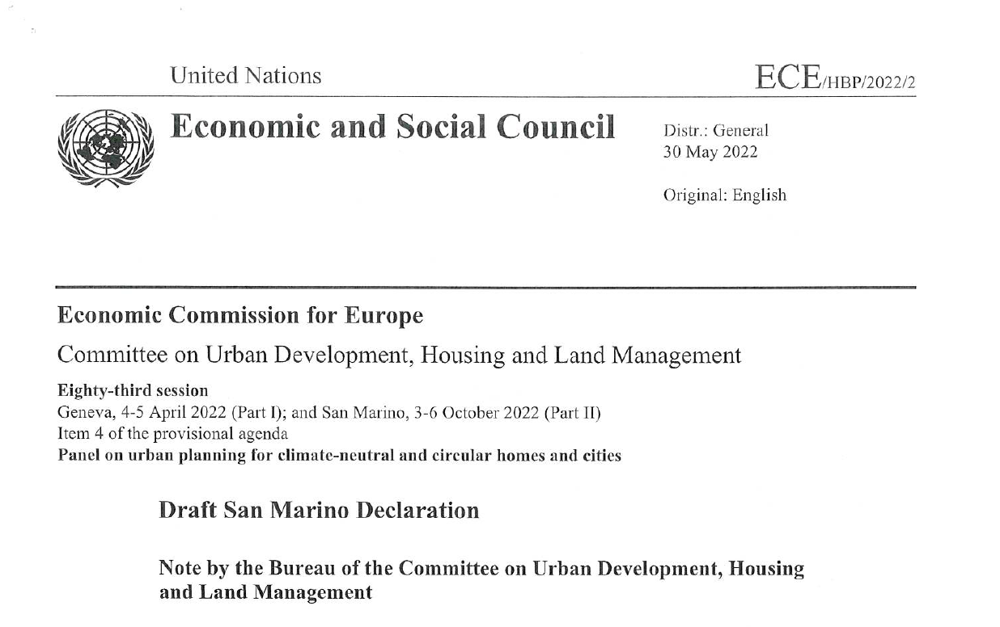 United Nations
ECE/HBP/2022/2
Economic and Social Council
Distr.: General
30 May 2022
Original: English
Economic Commission for Europe
Committee on Urban Development, Housing and Land Management
Eighty-third session
Geneva, 4-5 April 2022 (Part I); and San Marino, 3-6 October 2022 (Part II)
Item 4 of the provisional agenda
Panel on urban planning for climate-neutral and circular homes and cities
Draft San Marino Declaration
Note by the Bureau of the Committee on Urban Development, Housing
and Land Management